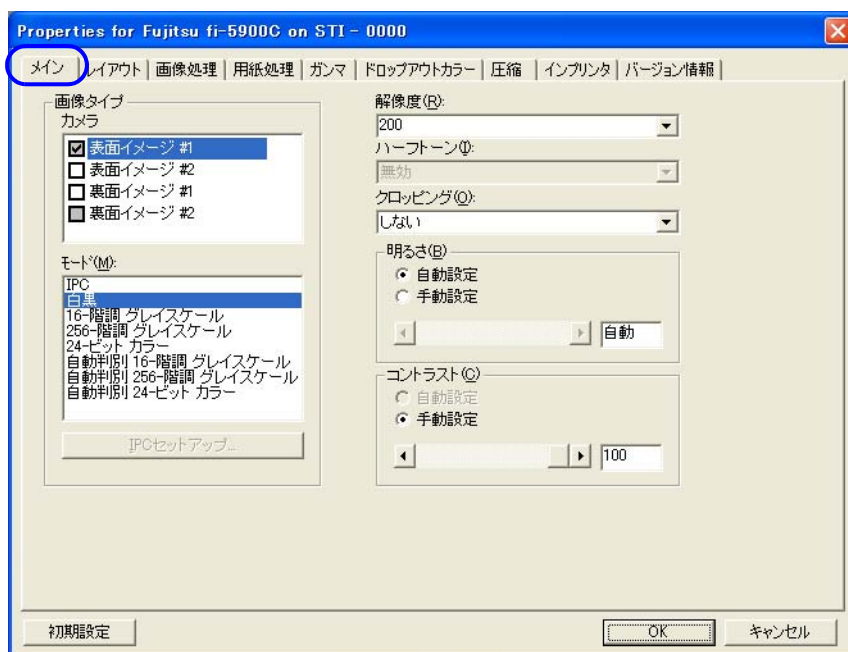 Properties for Fujitsu fi-5900C on STI - 0000
メイン レイアウト 画像処理 用紙処理 ガンマ ドロップアウトカラー 圧縮 インプリンタ バージョン情報
画像タイプ
カメラ
表面イメージ #1
表面イメージ #2
裏面イメージ #1
裏面イメージ #2
モード(M):
IPC
白黒
16-階調 グレイスケール
256-階調 グレイスケール
24-ビット カラー
自動判別 16-階調 グレイスケール
自動判別 256-階調 グレイスケール
自動判別 24-ビット カラー
IPCセットアップ...
解像度(R):
200
ハーフトーン(I):
無効
クロッピング(O):
しない
明るさ(B)
自動設定
手動設定
自動
コントラスト(C)
自動設定
手動設定
100
初期設定
OK
キャンセル